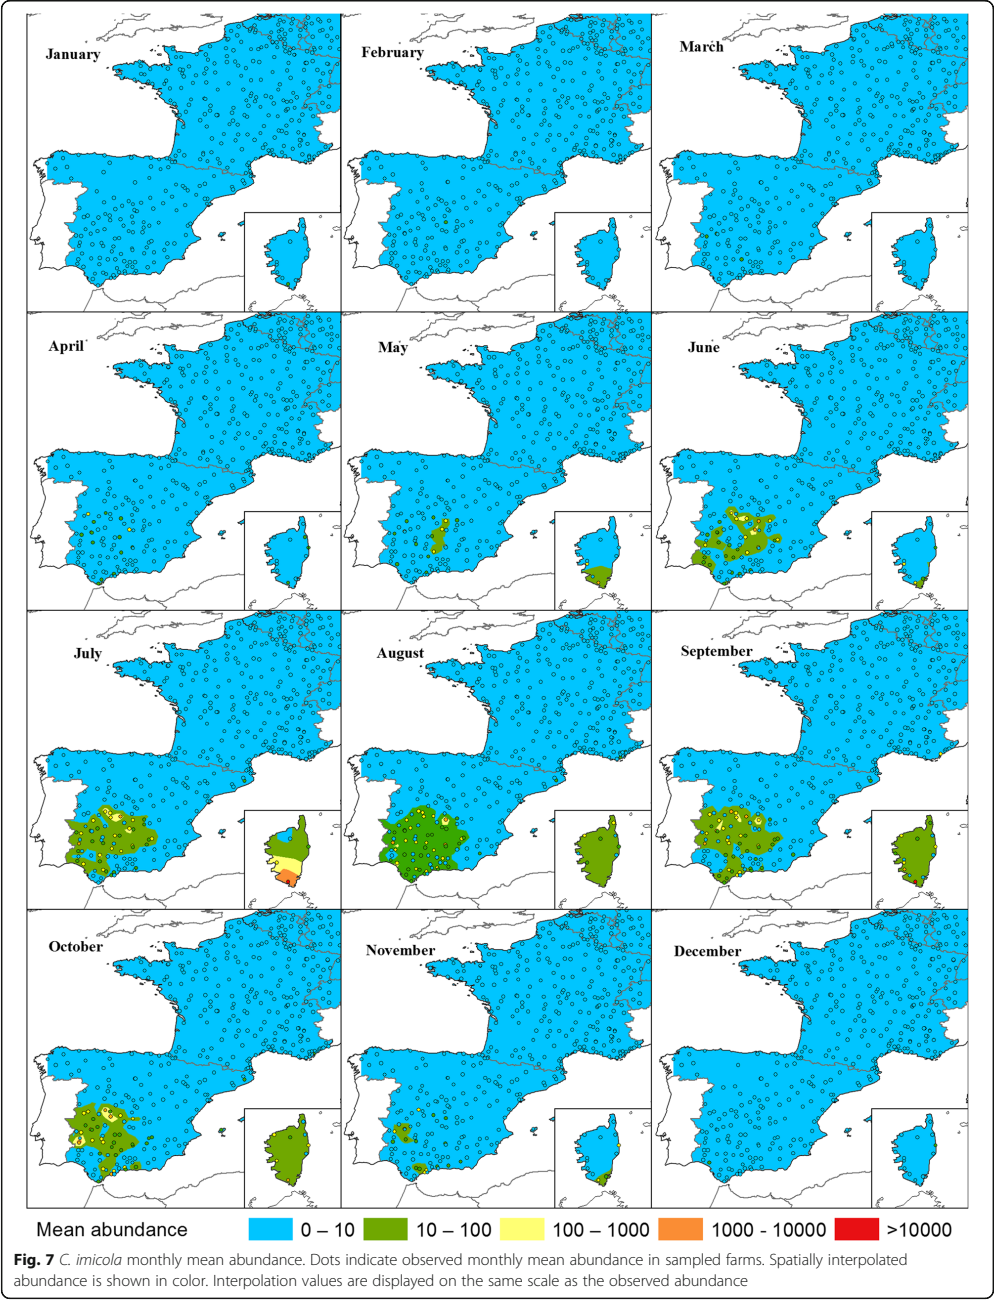 January
February
March
April
May
June
July
August
September
October
November
December
Mean abundance
0 – 10
10 – 100
100 – 1000
1000 - 10000
>10000
Fig. 7 C. imicola monthly mean abundance. Dots indicate observed monthly mean abundance in sampled farms. Spatially interpolated
abundance is shown in color. Interpolation values are displayed on the same scale as the observed abundance